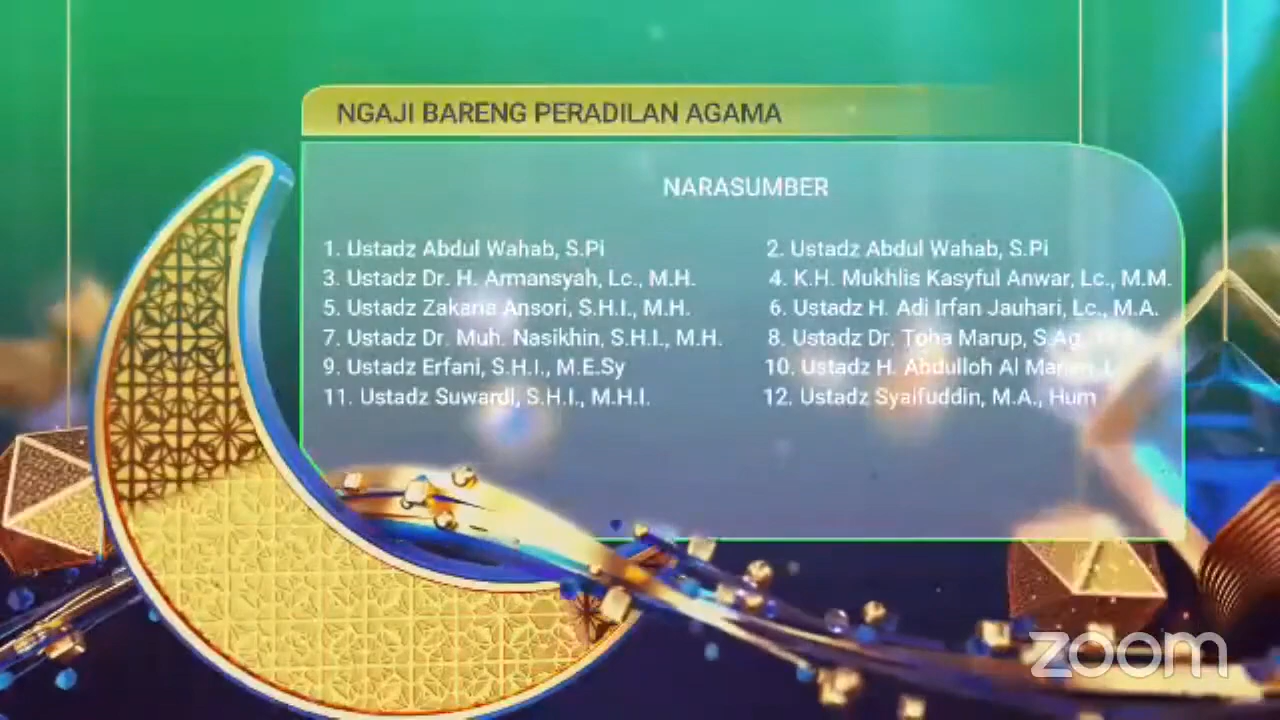 NGAJI BARENG PERADILAN AGAMA
NARASUMBER
1. Ustadz Abdul Wahab, S.Pi
2. Ustadz Abdul Wahab, S.Pi
3. Ustadz Dr. H. Armansyah, Lc., M.H.
4. K.H. Mukhlis Kasyful Anwar, Lc., M.M.
5. Ustadz Zakaria Ansori, S.H.I., M.H.
6. Ustadz H. Adi Irfan Jauhari, Lc., M.A.
7. Ustadz Dr. Muh. Nasikhin, S.H.I., M.H.
8. Ustadz Dr. Toha Marup, S.Ag.
9. Ustadz Erfani, S.H.I., M.E.Sy
10. Ustadz H. Abdulloh Al
11. Ustadz Suwardi, S.H.I., M.H.I.
12. Ustadz Syaifuddin, M.A., Hum
zoom